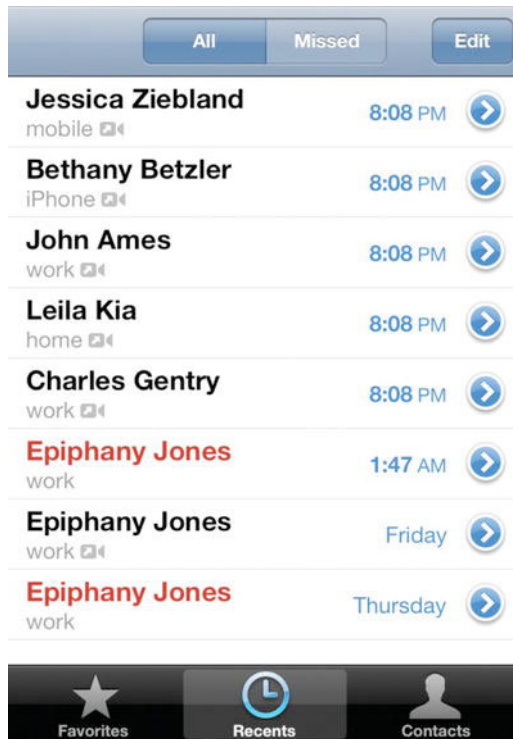 All Missed Edit
Jessica Ziebland
8:08 PM
mobile
Bethany Betzler
8:08 PM
iPhone
John Ames
8:08 PM
work
Leila Kia
8:08 PM
home
Charles Gentry
8:08 PM
work
Epiphany Jones
1:47 AM
work
Epiphany Jones
Friday
work
Epiphany Jones
Thursday
work
Favorites Recents Contacts